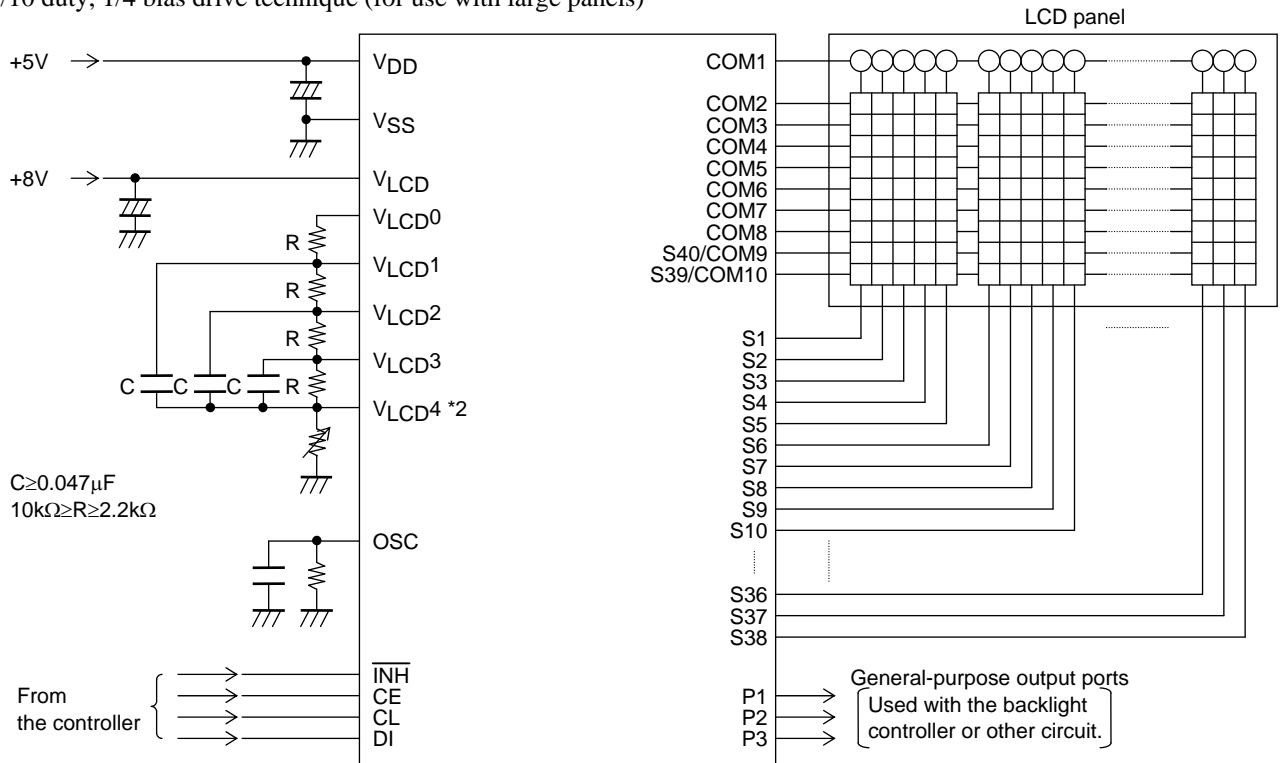 /10 duty, 1/4 bias drive technique (for use with large panels)
LCD panel
+5V
VDD
VSS
+8V
VLCD
VLCD0
R
VLCD1
R
VLCD2
R
VLCD3
C C C R
VLCD4 *2
C≥0.047μF
10kΩ≥R≥2.2kΩ
OSC
From
the controller
INH
CE
CL
DI
COM1
COM2
COM3
COM4
COM5
COM6
COM7
COM8
S40/COM9
S39/COM10
S1
S2
S3
S4
S5
S6
S7
S8
S9
S10
S36
S37
S38
General-purpose output ports
P1
P2
P3
Used with the backlight
controller or other circuit.